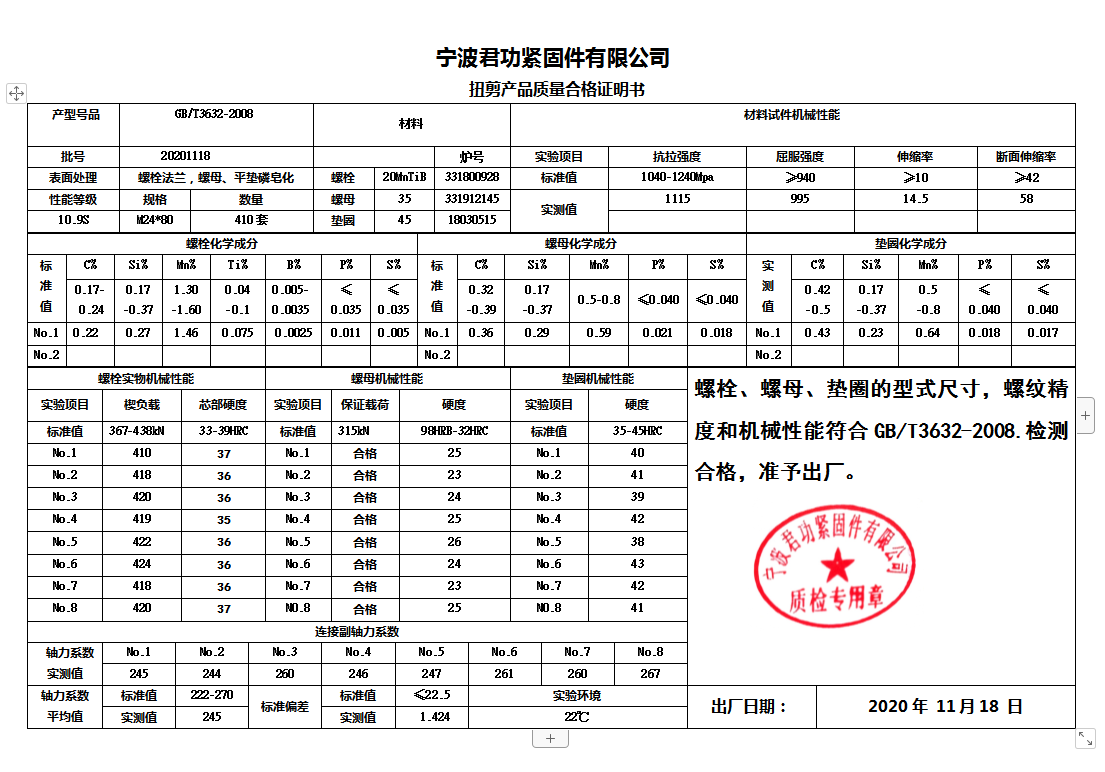 宁波君功紧固件有限公司
扭剪产品质量合格证明书
产型号品 GB/T3632-2008 材料 材料试件机械性能
批号 20201118 炉号 实验项目 抗拉强度 屈服强度 伸缩率 断面伸缩率
表面处理 螺栓法兰，螺母、平垫磷皂化 螺栓 20MnTiB 331800928 标准值 1040-1240Mpa ≥940 ≥10 ≥42
性能等级 规格 数量 螺母 35 331912145 实测值 1115 995 14.5 58
10.9S M24*80 410 套 垫圆 45 18030515
螺栓化学成分 螺母化学成分 垫圆化学成分
标准值 C% Si% Mn% Ti% B% P% S% 标准值 C% Si% Mn% P% S% 实测值 C% Si% Mn% P% S%
0.17-0.24 0.17-0.37 1.30-1.60 0.04-0.1 0.005-0.0035 ≤0.035 ≤0.035 0.32-0.39 0.17-0.37 0.5-0.8 ≤0.040 ≤0.040 0.42-0.5 0.17-0.37 0.5-0.8 ≤0.040 ≤0.040
No.1 0.22 0.27 1.46 0.075 0.0025 0.011 0.005 No.1 0.36 0.29 0.59 0.021 0.018 No.1 0.43 0.23 0.64 0.018 0.017
No.2 No.2 No.2
螺栓实物机械性能 螺母机械性能 垫圆机械性能
实验项目 楔负载 芯部硬度 实验项目 保证载荷 硬度 实验项目 硬度
标准值 367-438kN 33-39HRC 标准值 315kN 98HRB-32HRC 标准值 35-45HRC
No.1 410 37 No.1 合格 25 No.1 40
No.2 418 36 No.2 合格 23 No.2 41
No.3 420 36 No.3 合格 24 No.3 39
No.4 419 35 No.4 合格 25 No.4 42
No.5 422 36 No.5 合格 26 No.5 38
No.6 424 36 No.6 合格 24 No.6 43
No.7 418 36 No.7 合格 23 No.7 42
No.8 420 37 NO.8 合格 25 NO.8 41
螺栓、螺母、垫圈的型式尺寸，螺纹精
度和机械性能符合 GB/T3632-2008.检测
合格，准予出厂。
宁波君功紧固件有限公司
质检专用章
连接副轴力系数
轴力系数 No.1 No.2 No.3 No.4 No.5 No.6 No.7 No.8
实测值 245 244 260 246 247 261 260 267
轴力系数 标准值 222-270 标准偏差 标准值 ≤22.5 实验环境
平均值 实测值 245 实测值 1.424 22℃
出厂日期： 2020 年 11 月 18 日